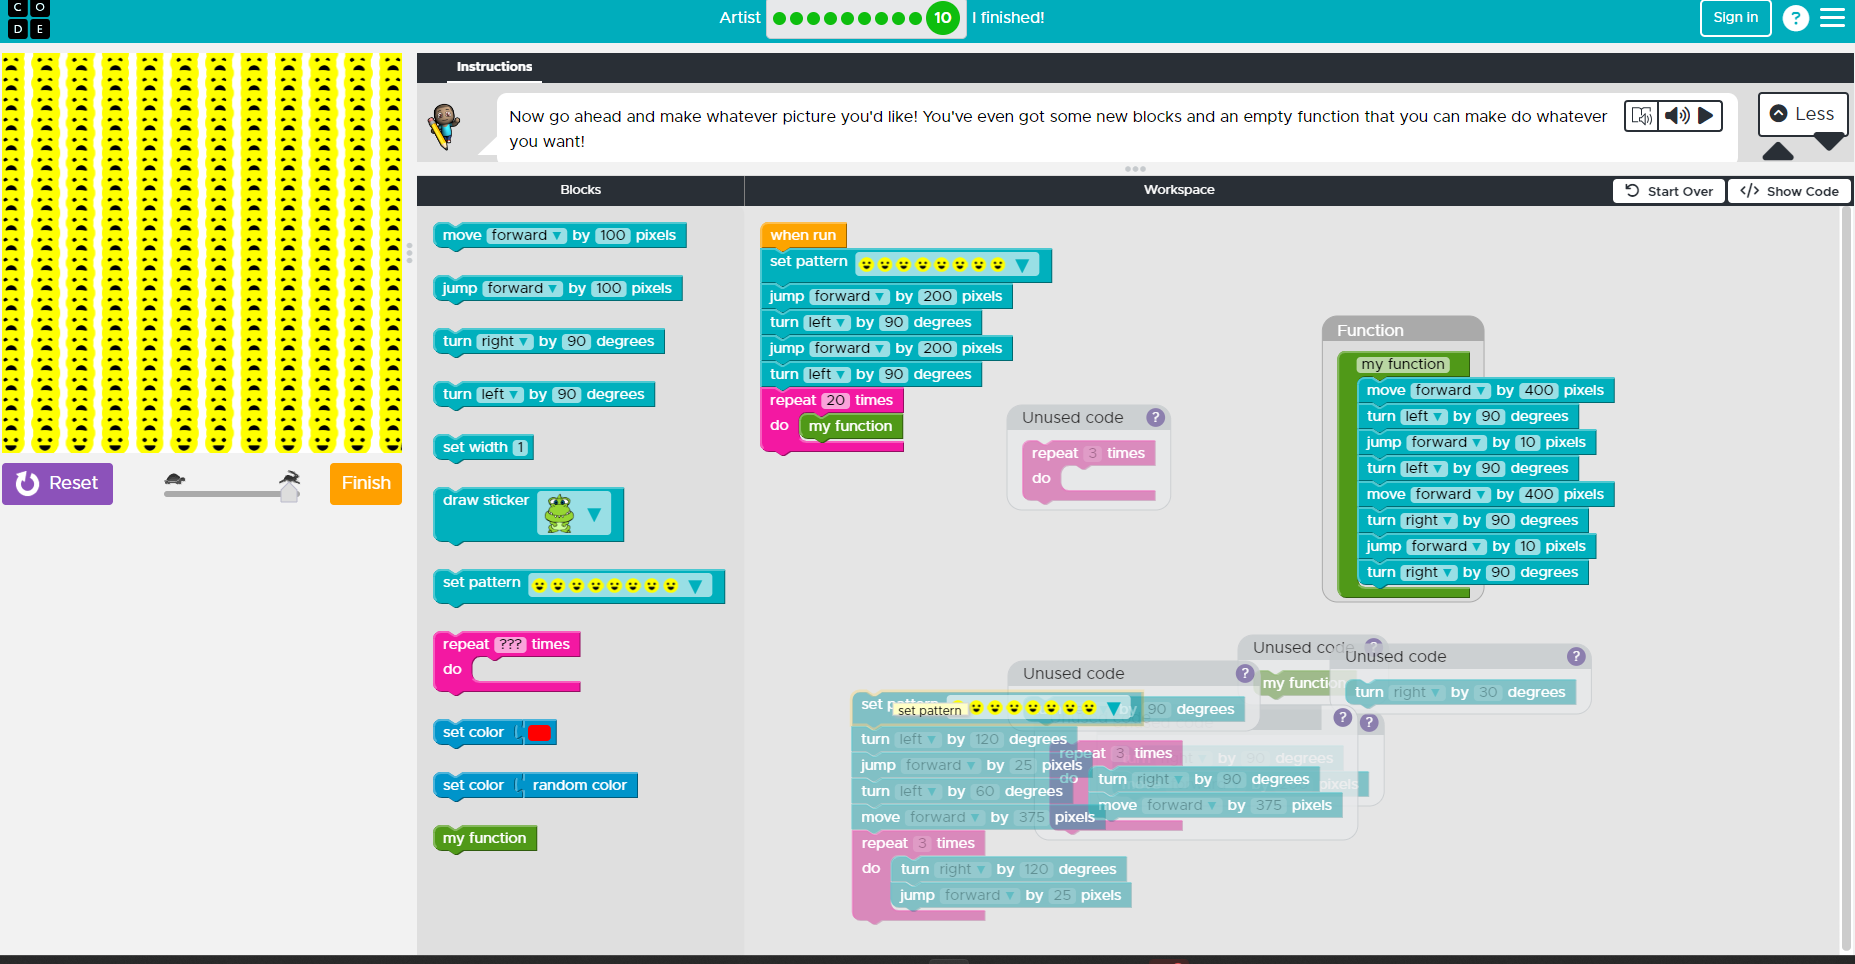 C O
D E
Artist
10
I finished!
Sign in
?
Instructions
Now go ahead and make whatever picture you'd like! You've even got some new blocks and an empty function that you can make do whatever
you want!
Less
Blocks
Workspace
Start Over
</> Show Code
Reset
Finish
move forward by 100 pixels
jump forward by 100 pixels
turn right by 90 degrees
turn left by 90 degrees
set width 1
draw sticker
set pattern
repeat ??? times
do
set color
set color random color
my function
when run
set pattern
jump forward by 200 pixels
turn left by 90 degrees
jump forward by 200 pixels
turn left by 90 degrees
repeat 20 times
do my function
Unused code ?
repeat 3 times
do
Function
my function
move forward by 400 pixels
turn left by 90 degrees
jump forward by 10 pixels
turn left by 90 degrees
move forward by 400 pixels
turn right by 90 degrees
jump forward by 10 pixels
turn right by 90 degrees
Unused code ?
my function
Unused code ?
turn right by 30 degrees
Unused code ?
by 90 degrees
? ?
by 90 degrees
pixels
repeat 3 times
do turn right by 90 degrees
move forward by 375 pixels
set pattern
set pattern
turn left by 120 degrees
jump forward by 25 pixels
turn left by 60 degrees
move forward by 375 pixels
repeat 3 times
do turn right by 120 degrees
jump forward by 25 pixels